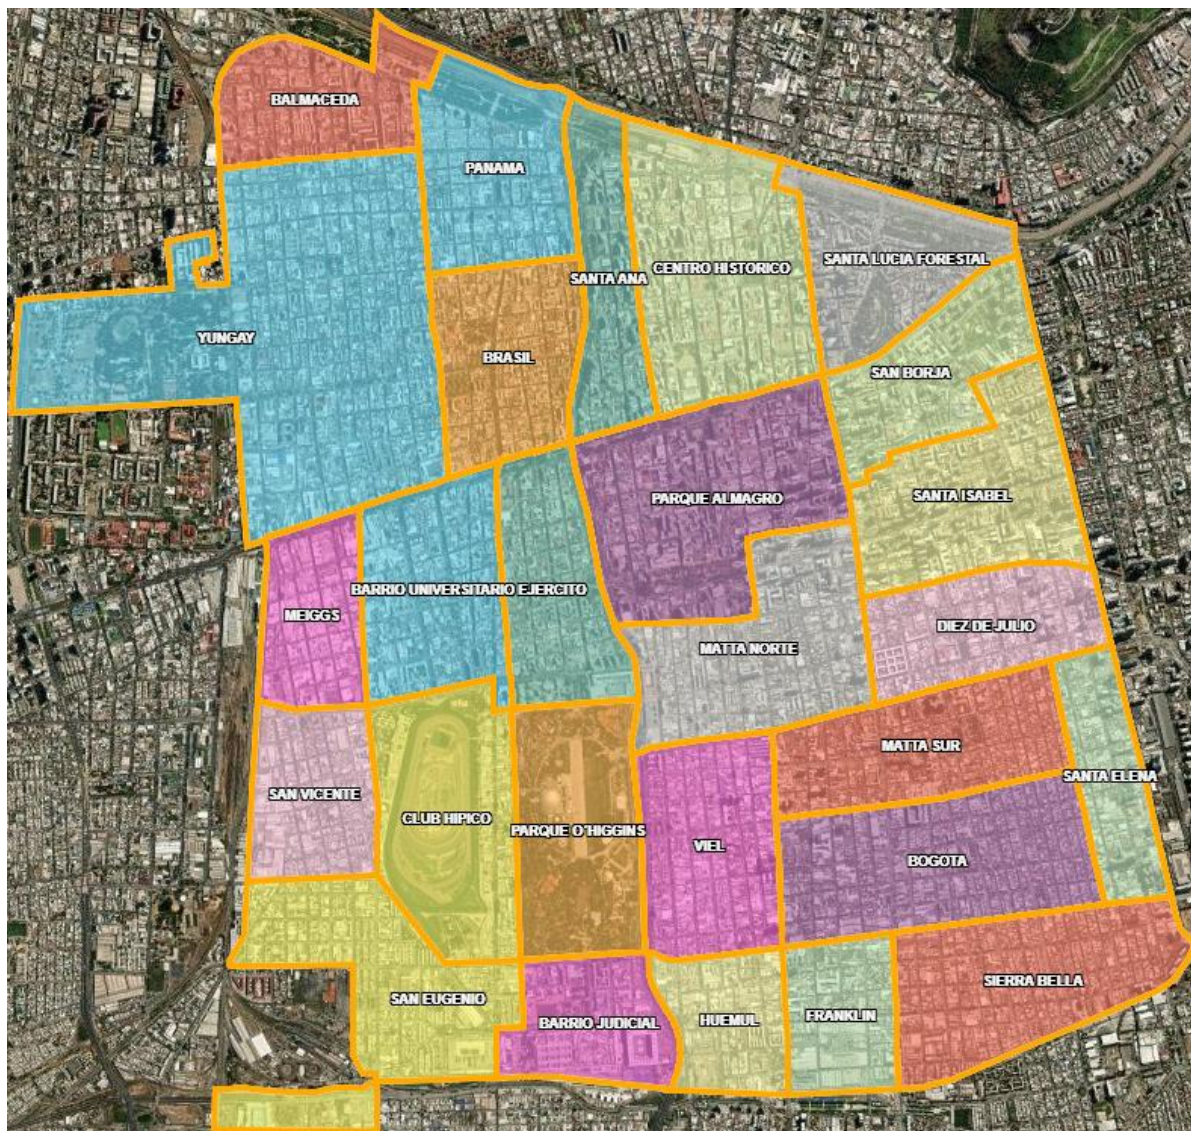 BALMACEDA
PANAMA
SANTA ANA
CENTRO HISTORICO
SANTA LUCIA FORESTAL
YUNGAY
BRASIL
SAN BORJA
PARQUE ALMAGRO
SANTA ISABEL
MEIGGS
BARRIO UNIVERSITARIO
EJERCITO
MATTA NORTE
DIEZ DE JULIO
SAN VICENTE
CLUB HIPICO
PARQUE O'HIGGINS
VIEL
MATTA SUR
SANTA ELENA
BOGOTA
SAN EUGENIO
BARRIO JUDICIAL
HUEMUL
FRANKLIN
SIERRA BELLA